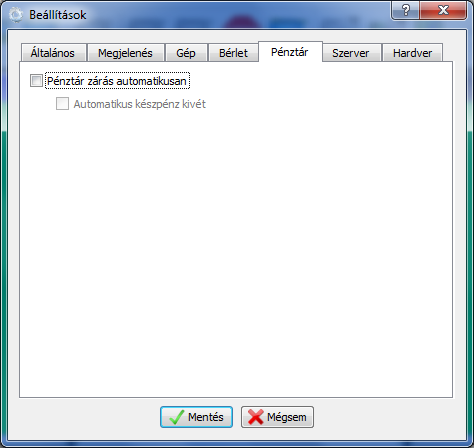 Beállítások
?
Általános Megjelenés Gép Bérlet Pénztár Szerver Hardver
Pénztár zárás automatikusan
Automatikus készpénz kivét
Mentés Mégsem